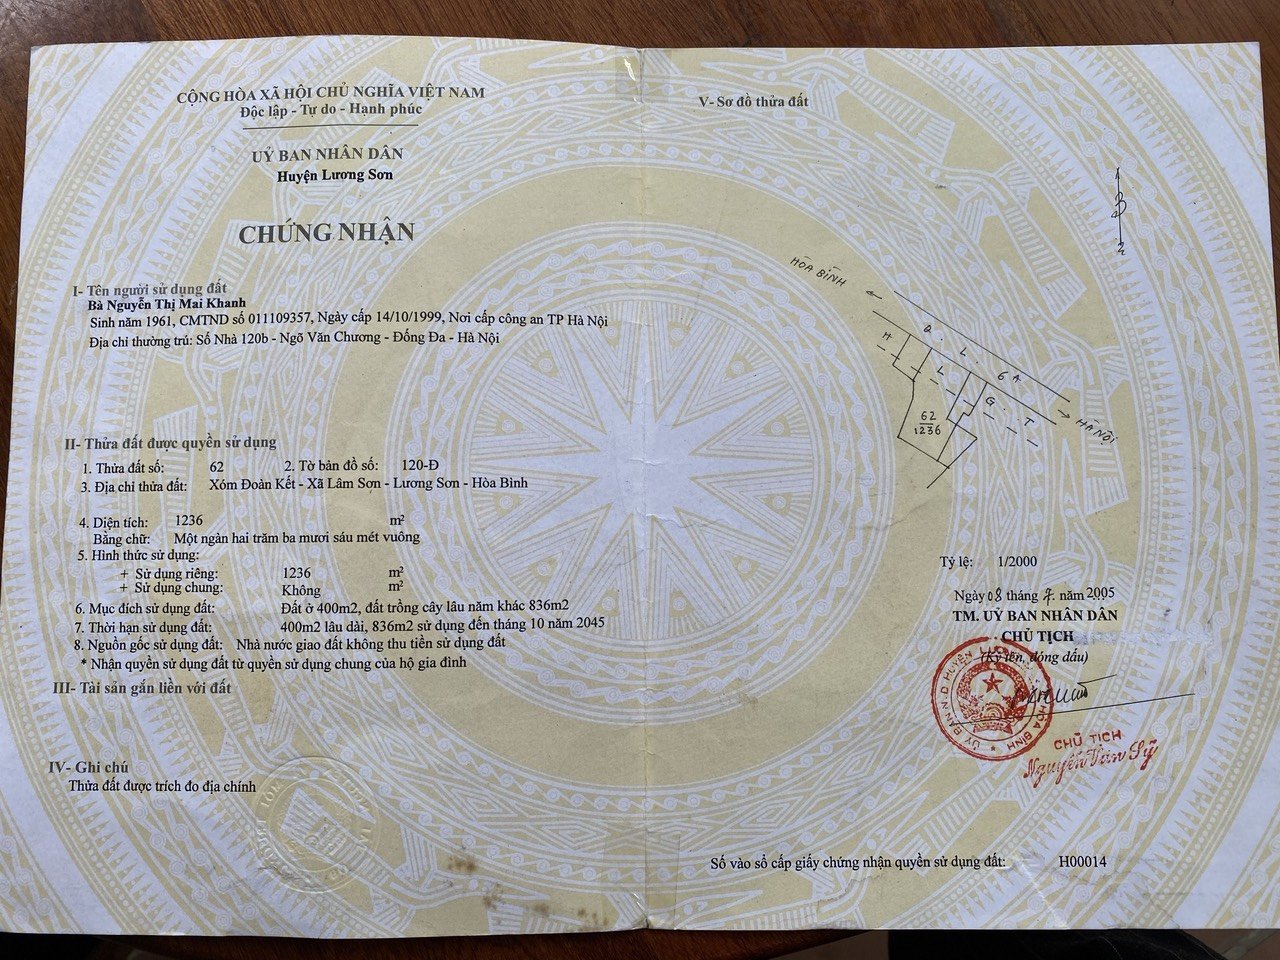 CỘNG HÒA XÃ HỘI CHỦ NGHĨA VIỆT NAM
Độc lập - Tự do - Hạnh phúc
UỶ BAN NHÂN DÂN
Huyện Lương Sơn
CHỨNG NHẬN
I- Tên người sử dụng đất
Bà Nguyễn Thị Mai Khanh
Sinh năm 1961, CMTND số 011109357, Ngày cấp 14/10/1999, Nơi cấp công an TP Hà Nội
Địa chỉ thường trú: Số Nhà 120b - Ngõ Văn Chương - Đống Đa - Hà Nội
II- Thửa đất được quyền sử dụng
1. Thửa đất số: 62 2. Tờ bản đồ số: 120-Đ
3. Địa chỉ thửa đất: Xóm Đoàn Kết - Xã Lâm Sơn - Lương Sơn - Hòa Bình
4. Diện tích: 1236 m²
Bằng chữ: Một ngàn hai trăm ba mươi sáu mét vuông
5. Hình thức sử dụng:
+ Sử dụng riêng: 1236 m²
+ Sử dụng chung: Không m²
6. Mục đích sử dụng đất: Đất ở 400m2, đất trồng cây lâu năm khác 836m2
7. Thời hạn sử dụng đất: 400m2 lâu dài, 836m2 sử dụng đến tháng 10 năm 2045
8. Nguồn gốc sử dụng đất: Nhà nước giao đất không thu tiền sử dụng đất
* Nhận quyền sử dụng đất từ quyền sử dụng chung của hộ gia đình
III- Tài sản gắn liền với đất
IV- Ghi chú
Thửa đất được trích đo địa chính
V- Sơ đồ thửa đất
B
HÒA BÌNH
Q. L. 6A
H L G. T
HÀ NỘI
62
1236
Tỷ lệ: 1/2000
Ngày 08 tháng 7 năm 2005
TM. UỶ BAN NHÂN DÂN
CHỦ TỊCH
(Ký tên, đóng dấu)
ỦY BAN N.D HUYỆN LƯƠNG SƠN HÒA BÌNH
CHỦ TỊCH
Nguyễn Văn Sỹ
Số vào sổ cấp giấy chứng nhận quyền sử dụng đất: H00014